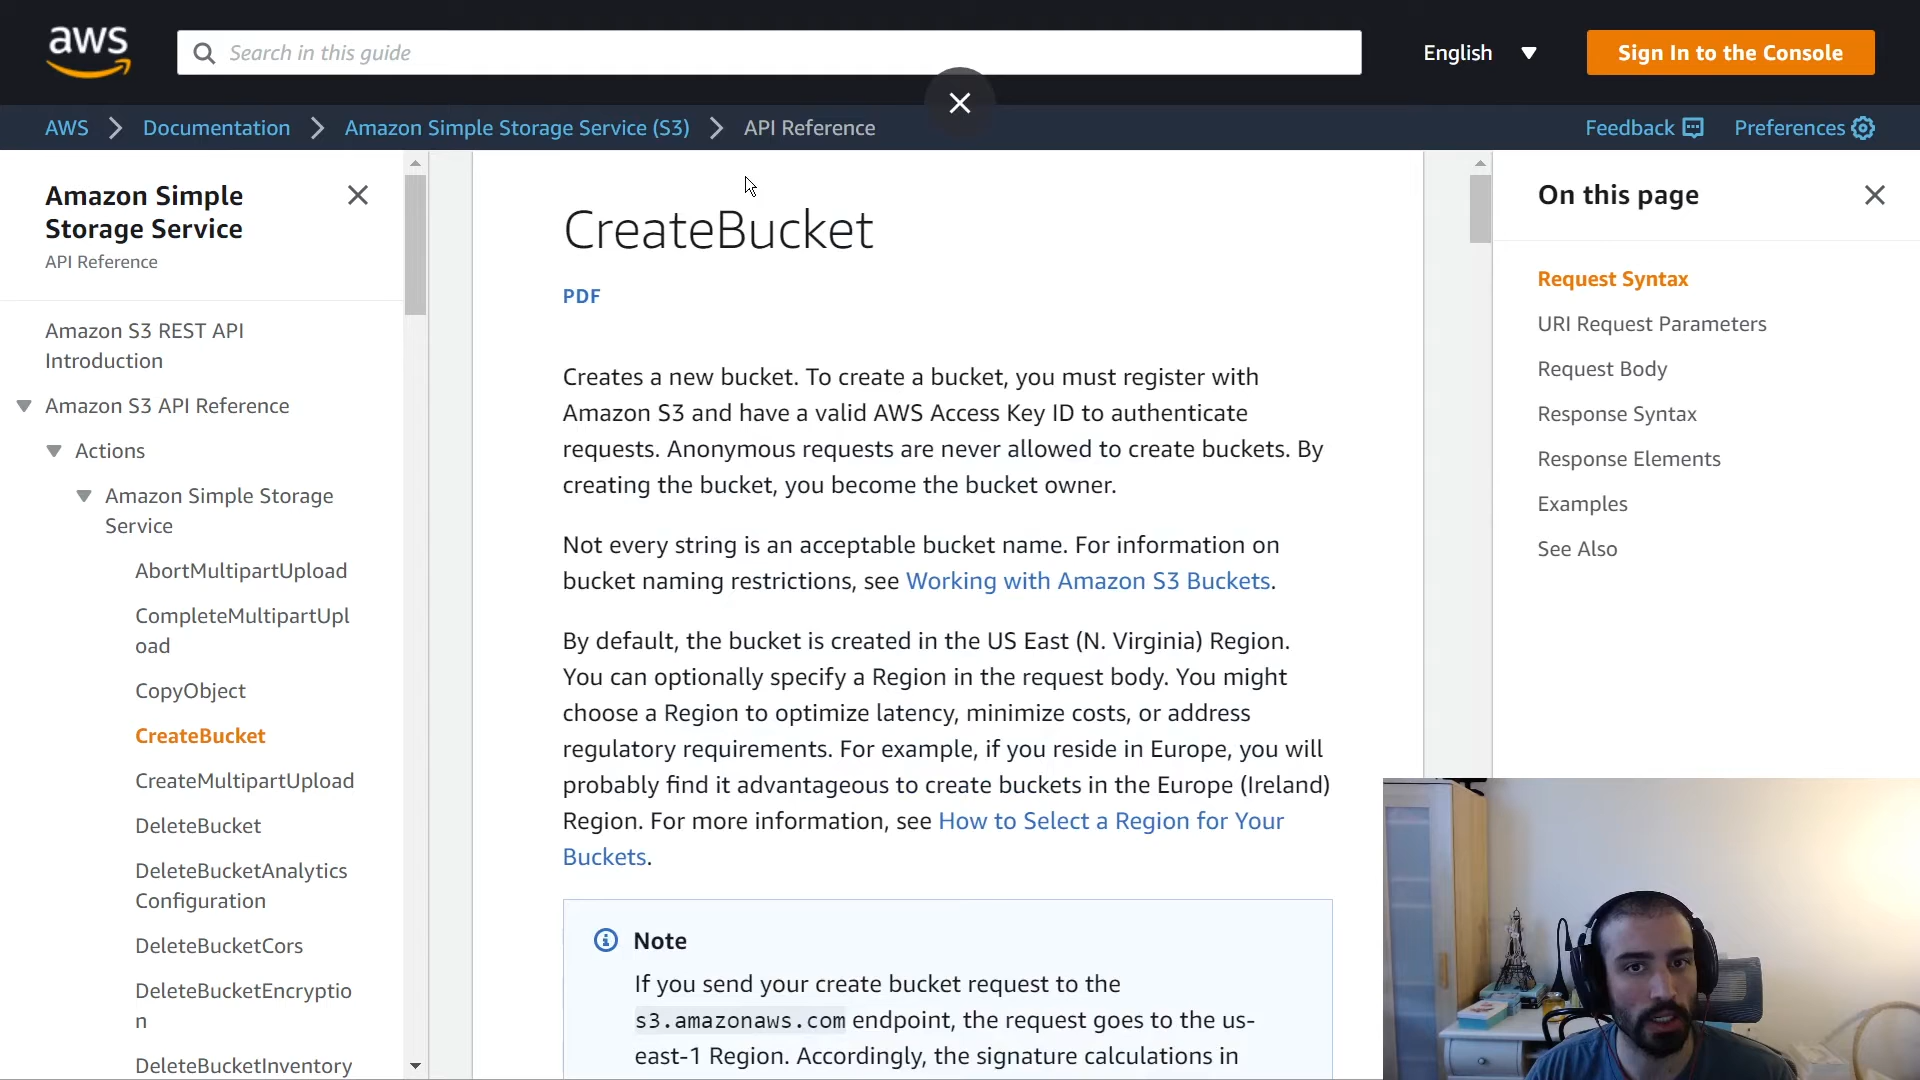 aws
Search in this guide
English
Sign In to the Console
AWS
Documentation
Amazon Simple Storage Service (S3)
API Reference
Feedback
Preferences
Amazon Simple
Storage Service
API Reference
Amazon S3 REST API
Introduction
Amazon S3 API Reference
Actions
Amazon Simple Storage
Service
AbortMultipartUpload
CompleteMultipartUpl
oad
CopyObject
CreateBucket
CreateMultipartUpload
DeleteBucket
DeleteBucketAnalytics
Configuration
DeleteBucketCors
DeleteBucketEncryptio
n
DeleteBucketInventory
CreateBucket
PDF
Creates a new bucket. To create a bucket, you must register with
Amazon S3 and have a valid AWS Access Key ID to authenticate
requests. Anonymous requests are never allowed to create buckets. By
creating the bucket, you become the bucket owner.
Not every string is an acceptable bucket name. For information on
bucket naming restrictions, see Working with Amazon S3 Buckets.
By default, the bucket is created in the US East (N. Virginia) Region.
You can optionally specify a Region in the request body. You might
choose a Region to optimize latency, minimize costs, or address
regulatory requirements. For example, if you reside in Europe, you will
probably find it advantageous to create buckets in the Europe (Ireland)
Region. For more information, see How to Select a Region for Your
Buckets.
Note
If you send your create bucket request to the
s3.amazonaws.com endpoint, the request goes to the us-
east-1 Region. Accordingly, the signature calculations in
On this page
Request Syntax
URI Request Parameters
Request Body
Response Syntax
Response Elements
Examples
See Also